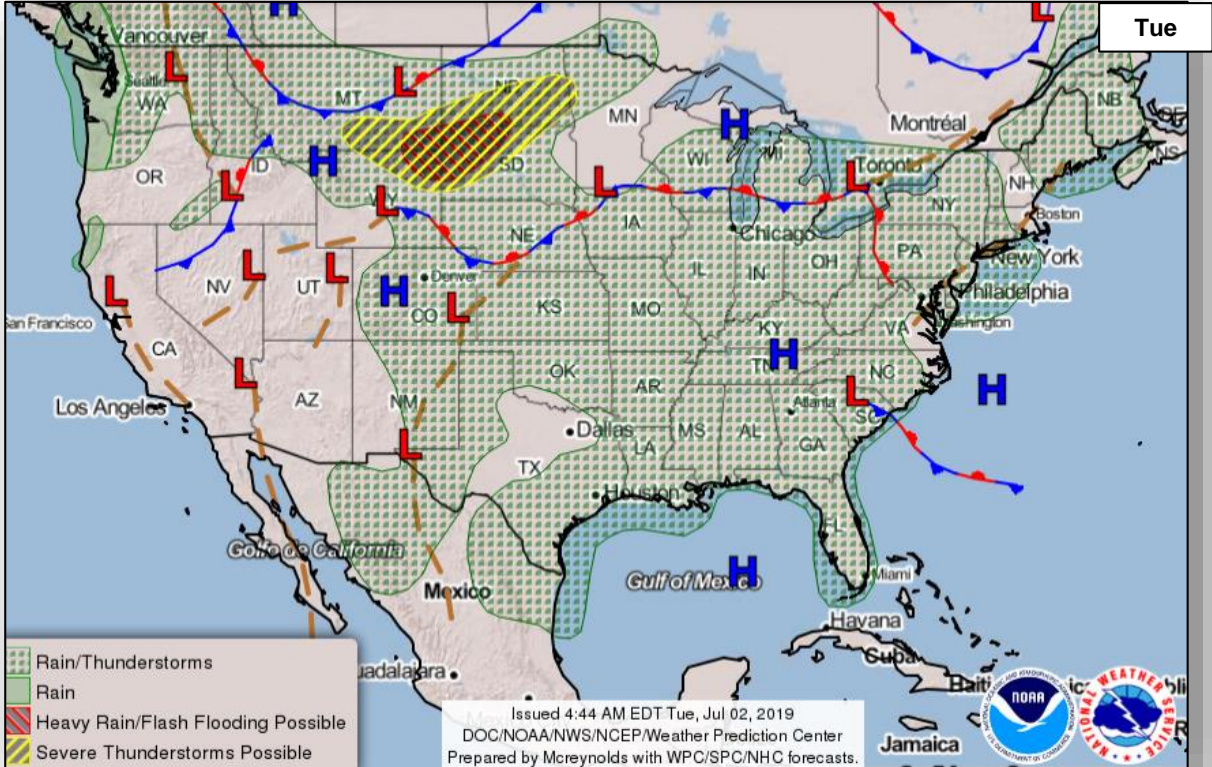 Tue
Vancouver
Seattle
WA
MT
ND
MN
Montréal
NB
NS
OR
ID
SD
WI
MI
Toronto
NH
WY
NY
Boston
NE
IA
Chicago
PA
New York
NV
UT
Denver
IL
IN
OH
Philadelphia
CO
KS
MO
San Francisco
KY
VA
Washington
CA
TN
NC
OK
AR
Los Angeles
AZ
NM
Atlanta
SC
Dallas
MS
AL
GA
LA
TX
Houston
FL
Golfo de California
Gulf of Mexico
Miami
Mexico
Havana
Cuba
Jamaica
H
H
H
H
H
H
H
L
L
L
L
L
L
L
L
L
L
L
L
L
L
Rain/Thunderstorms
Rain
Heavy Rain/Flash Flooding Possible
Severe Thunderstorms Possible
Issued 4:44 AM EDT Tue, Jul 02, 2019
DOC/NOAA/NWS/NCEP/Weather Prediction Center
Prepared by Mcreynolds with WPC/SPC/NHC forecasts.
NOAA
NATIONAL WEATHER SERVICE